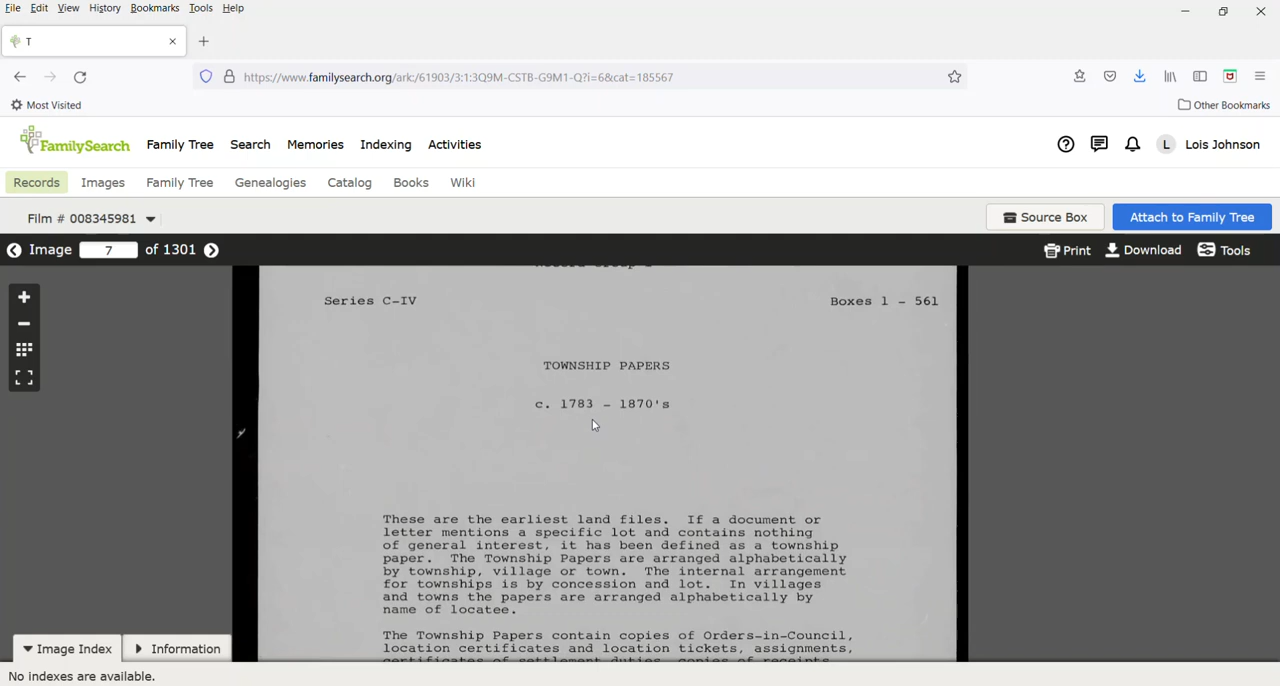 File Edit View History Bookmarks Tools Help
T
https://www.familysearch.org/ark:/61903/3:1:3Q9M-CSTB-G9M1-Q?i=6&cat=185567
Most Visited
Other Bookmarks
FamilySearch Family Tree Search Memories Indexing Activities L Lois Johnson
Records Images Family Tree Genealogies Catalog Books Wiki
Film # 008345981 Source Box Attach to Family Tree
Image 7 of 1301 Print Download Tools
Series C-IV Boxes 1 - 561
TOWNSHIP PAPERS
c. 1783 - 1870's
These are the earliest land files. If a document or
letter mentions a specific lot and contains nothing
of general interest, it has been defined as a township
paper. The Township Papers are arranged alphabetically
by township, village or town. The internal arrangement
for townships is by concession and lot. In villages
and towns the papers are arranged alphabetically by
name of locatee.
The Township Papers contain copies of Orders-in-Council,
location certificates and location tickets, assignments,
certificates of settlement duties, copies of receipts
Image Index Information
No indexes are available.